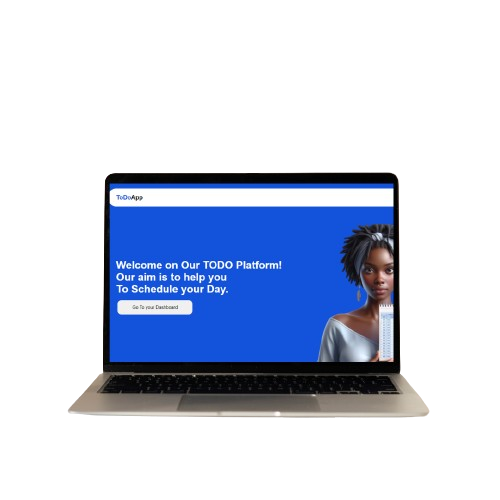 ToDoApp
Welcome on Our TODO Platform!
Our aim is to help you
To Schedule your Day.
Go To your Dashboard